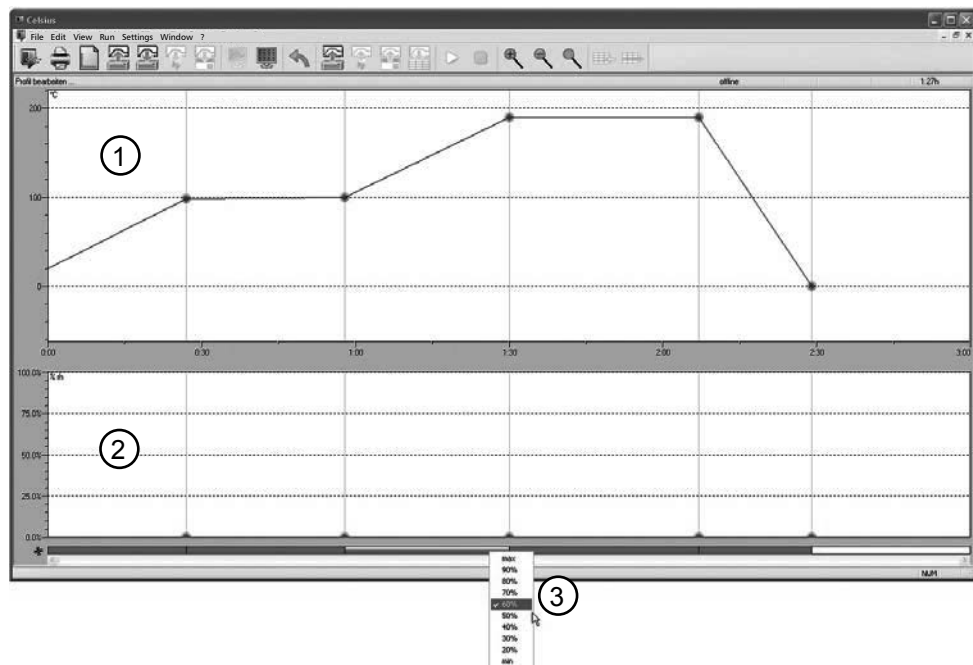 Celsius
File Edit View Run Settings Window ?
Profil bearbeiten ... offline 1:27h
°C
200
1
100
0
0:00 0:30 1:00 1:30 2:00 2:30 3:00
100.0% % rh
75.0%
2
50.0%
25.0%
0.0%
NUM
max
90%
80%
70%
60%
3
50%
40%
30%
20%
min